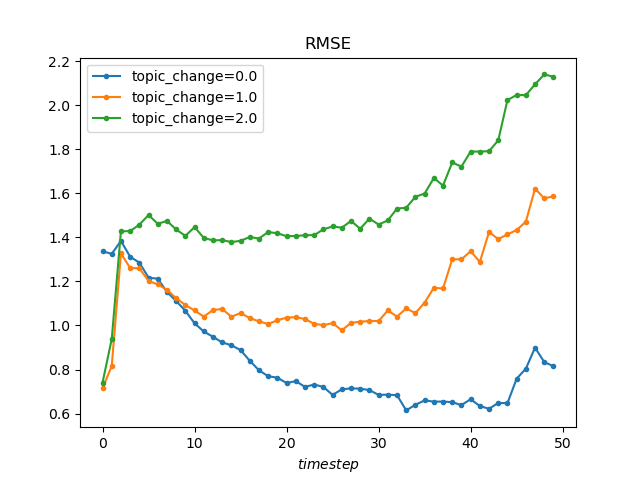 RMSE
topic_change=0.0
topic_change=1.0
topic_change=2.0
2.2
2.0
1.8
1.6
1.4
1.2
1.0
0.8
0.6
0 10 20 30 40 50
timestep